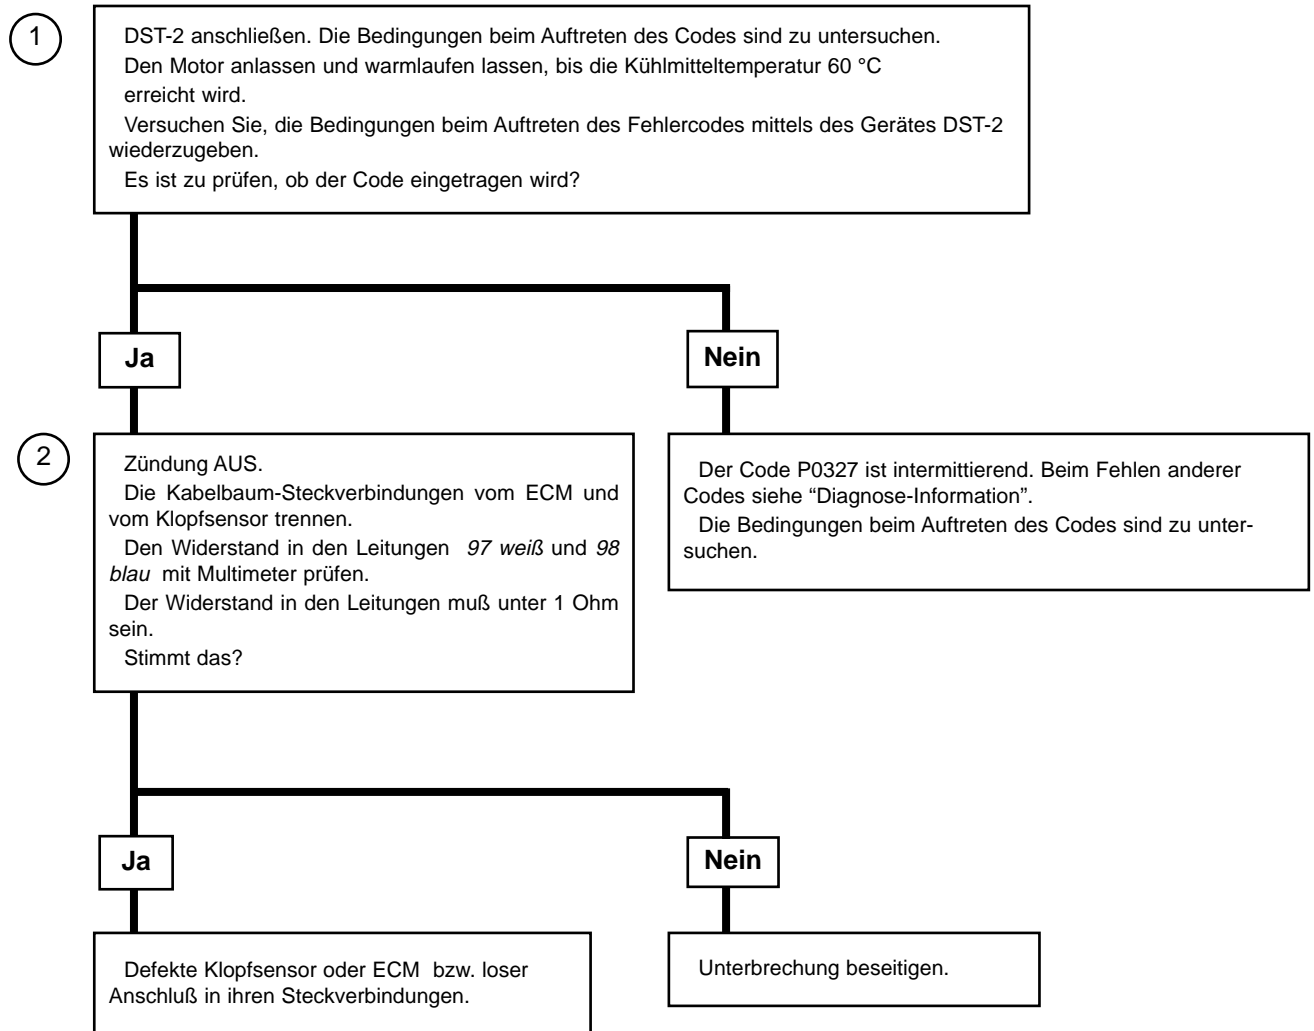 1
DST-2 anschließen. Die Bedingungen beim Auftreten des Codes sind zu untersuchen.
Den Motor anlassen und warmlaufen lassen, bis die Kühlmitteltemperatur 60 °C
erreicht wird.
Versuchen Sie, die Bedingungen beim Auftreten des Fehlercodes mittels des Gerätes DST-2
wiederzugeben.
Es ist zu prüfen, ob der Code eingetragen wird?
Ja
Nein
2
Zündung AUS.
Die Kabelbaum-Steckverbindungen vom ECM und
vom Klopfsensor trennen.
Den Widerstand in den Leitungen 97 weiß und 98
blau mit Multimeter prüfen.
Der Widerstand in den Leitungen muß unter 1 Ohm
sein.
Stimmt das?
Der Code P0327 ist intermittierend. Beim Fehlen anderer
Codes siehe “Diagnose-Information”.
Die Bedingungen beim Auftreten des Codes sind zu unter-
suchen.
Ja
Nein
Defekte Klopfsensor oder ECM bzw. loser
Anschluß in ihren Steckverbindungen.
Unterbrechung beseitigen.